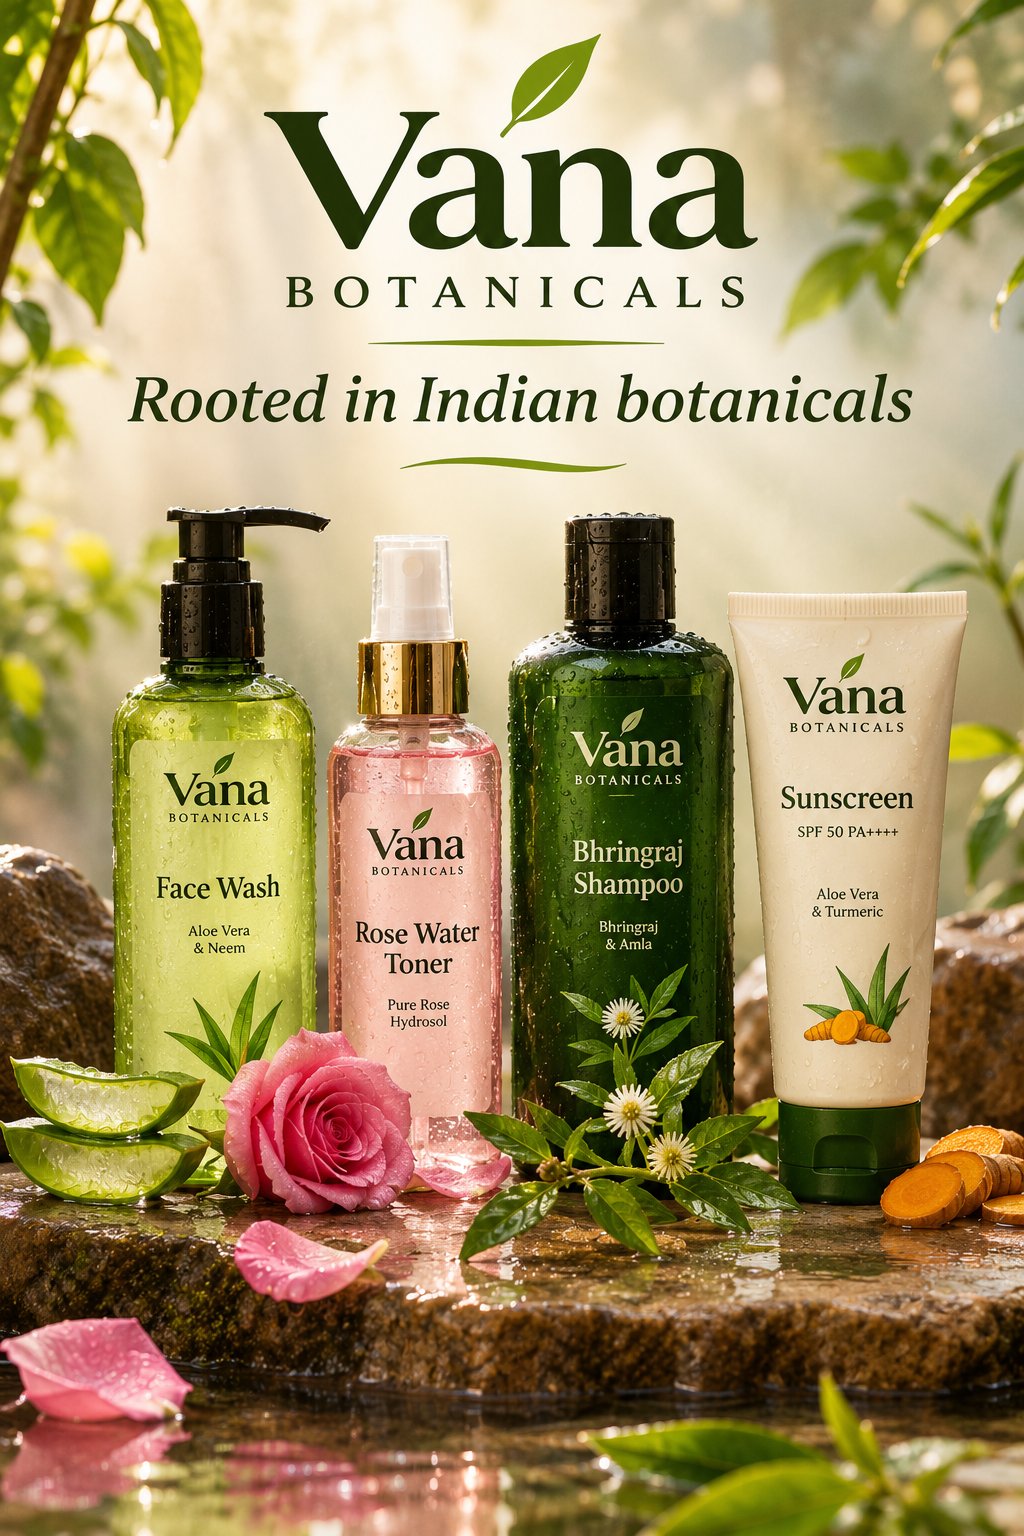 Vana
BOTANICALS
Rooted in Indian botanicals
Vana
BOTANICALS
Face Wash
Aloe Vera
& Neem
Vana
BOTANICALS
Rose Water
Toner
Pure Rose
Hydrosol
Vana
BOTANICALS
Bhringraj
Shampoo
Bhringraj
& Amla
Vana
BOTANICALS
Sunscreen
SPF 50 PA++++
Aloe Vera
& Turmeric